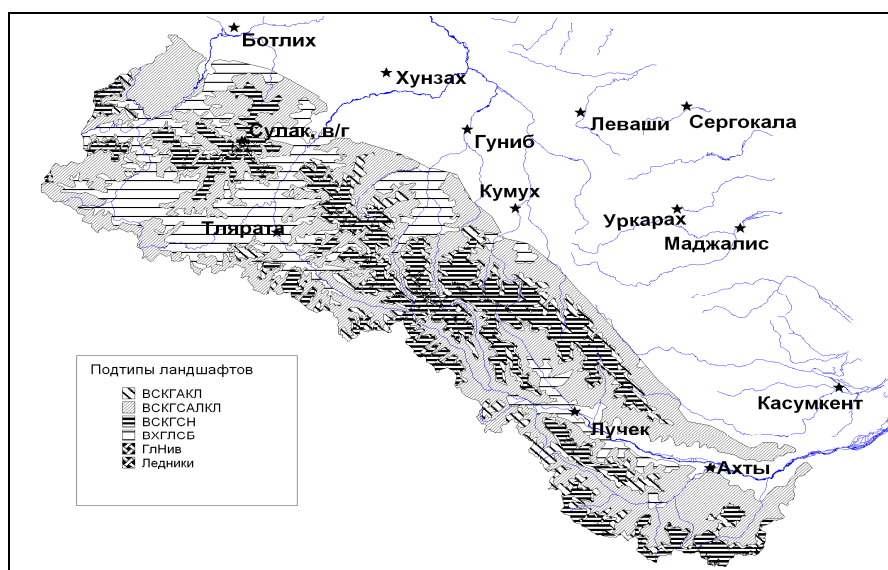 Ботлих
Хунзах
Сулак, в/г
Гуниб
Леваши
Сергокала
Кумух
Уркарах
Тлярата
Маджалис
Подтипы ландшафтов
ВСКГАКЛ
ВСКГСАЛКЛ
ВСКГСН
ВХГЛСБ
ГлНив
Ледники
Касумкент
Лучек
Ахты